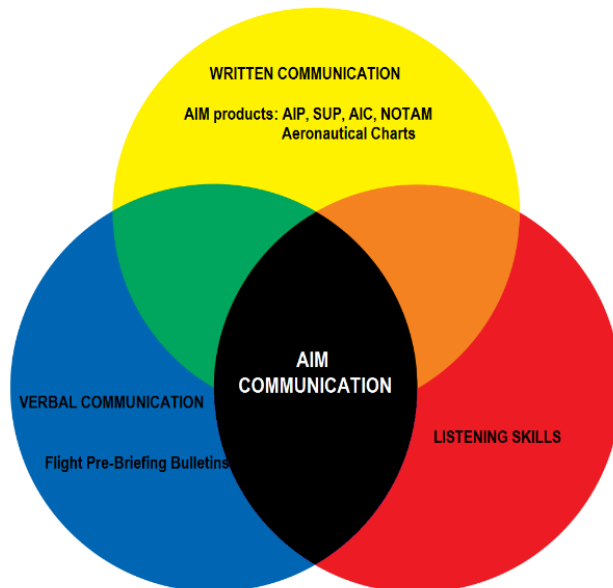 WRITTEN COMMUNICATION
AIM products: AIP, SUP, AIC, NOTAM
Aeronautical Charts
AIM
COMMUNICATION
VERBAL COMMUNICATION
Flight Pre-Briefing Bulletins
LISTENING SKILLS